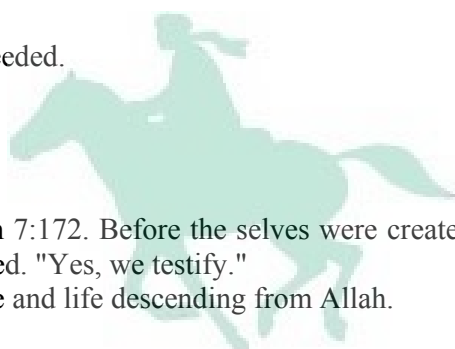 eeded.
n 7:172. Before the selves were create
ed. "Yes, we testify."
e and life descending from Allah.